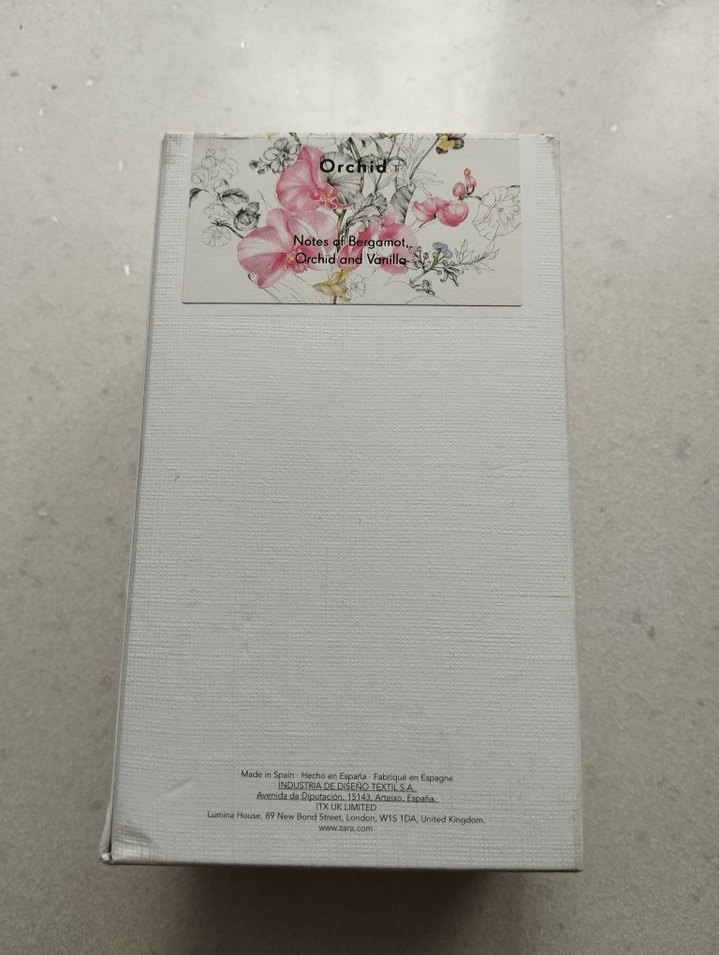 Orchid
Notes of Bergamot,
Orchid and Vanilla
Made in Spain · Hecho en España · Fabriqué en Espagne
INDUSTRIA DE DISEÑO TEXTIL S.A.
Avenida da Diputación, 15143, Arteixo, España.
ITX UK LIMITED
Lumina House, 89 New Bond Street, London, W1S 1DA, United Kingdom.
www.zara.com